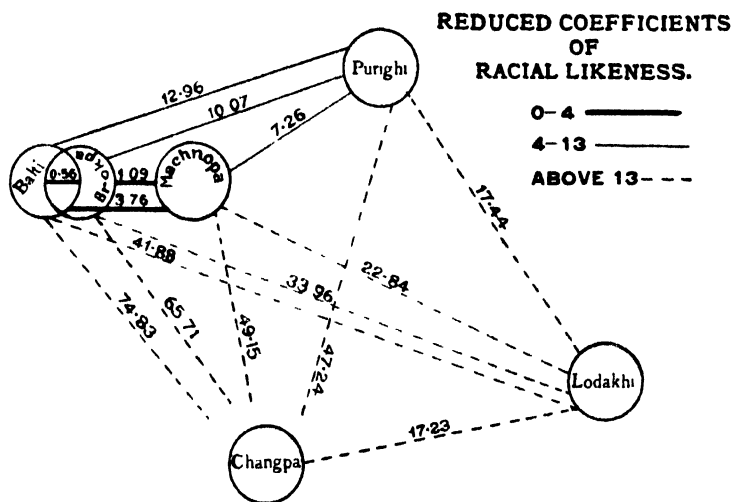 REDUCED COEFFICIENTS
OF
RACIAL LIKENESS.
0-4
4-13
ABOVE 13
Purighi
12·96
10 07
7·26
Balti
0·56
Brokpa
1 09
3 76
Machnopa
17·44
41·88
33 96
22·84
74·83
65 71
49·15
47·24
Lodakhi
17·23
Changpa